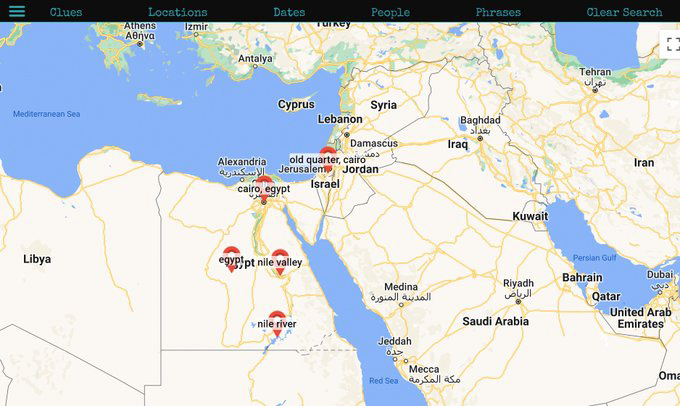 Clues Locations Dates People Phrases Clear Search
Turkey
Athens
Αθήνα
İzmir
Antalya
Tehran
تهران
Mediterranean Sea
Cyprus
Syria
Lebanon
Baghdad
بغداد
Damascus
دمشق
Iraq
Iran
Alexandria
الإسكندرية
old quarter, cairo
Jerusalem
Jordan
Israel
cairo, egypt
Kuwait
Libya
egypt
nile valley
Persian Gulf
Medina
المدينة المنورة
Riyadh
الرياض
Bahrain
Qatar
Dubai
دبي
United Arab
Emirates
Saudi Arabia
nile river
Jeddah
جدة
Mecca
مكة المكرمة
Red Sea
Oma